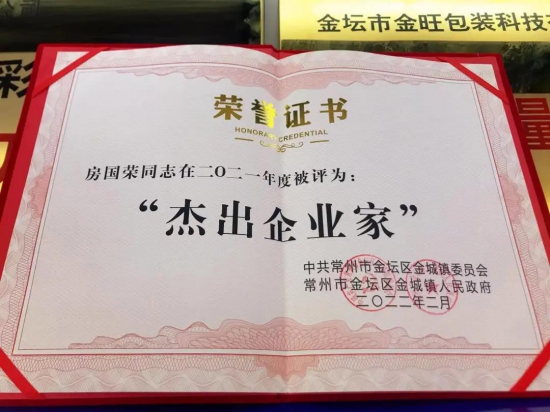 金坛市金旺包装科技
荣誉证书
HONORARY CREDENTIAL
房国荣同志在二〇二一年度被评为：
“杰出企业家”
中共常州市金坛区金城镇委员会
常州市金坛区金城镇人民政府
二〇二二年二月